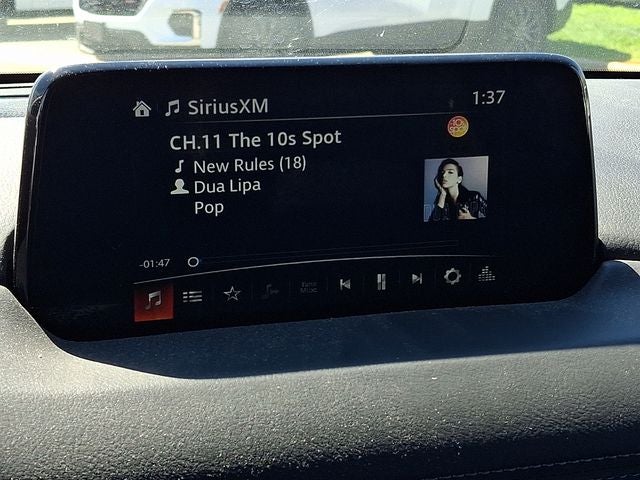 SiriusXM
1:37
CH.11 The 10s Spot
New Rules (18)
Dua Lipa
Pop
-01:47